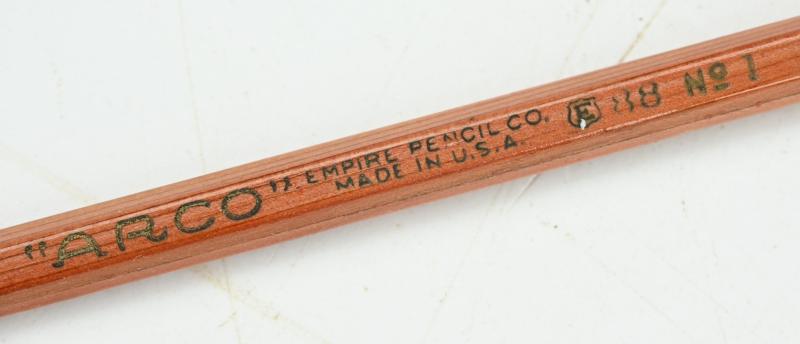 "ARCO" EMPIRE PENCIL CO. E 38 Nº 1
MADE IN U.S.A.